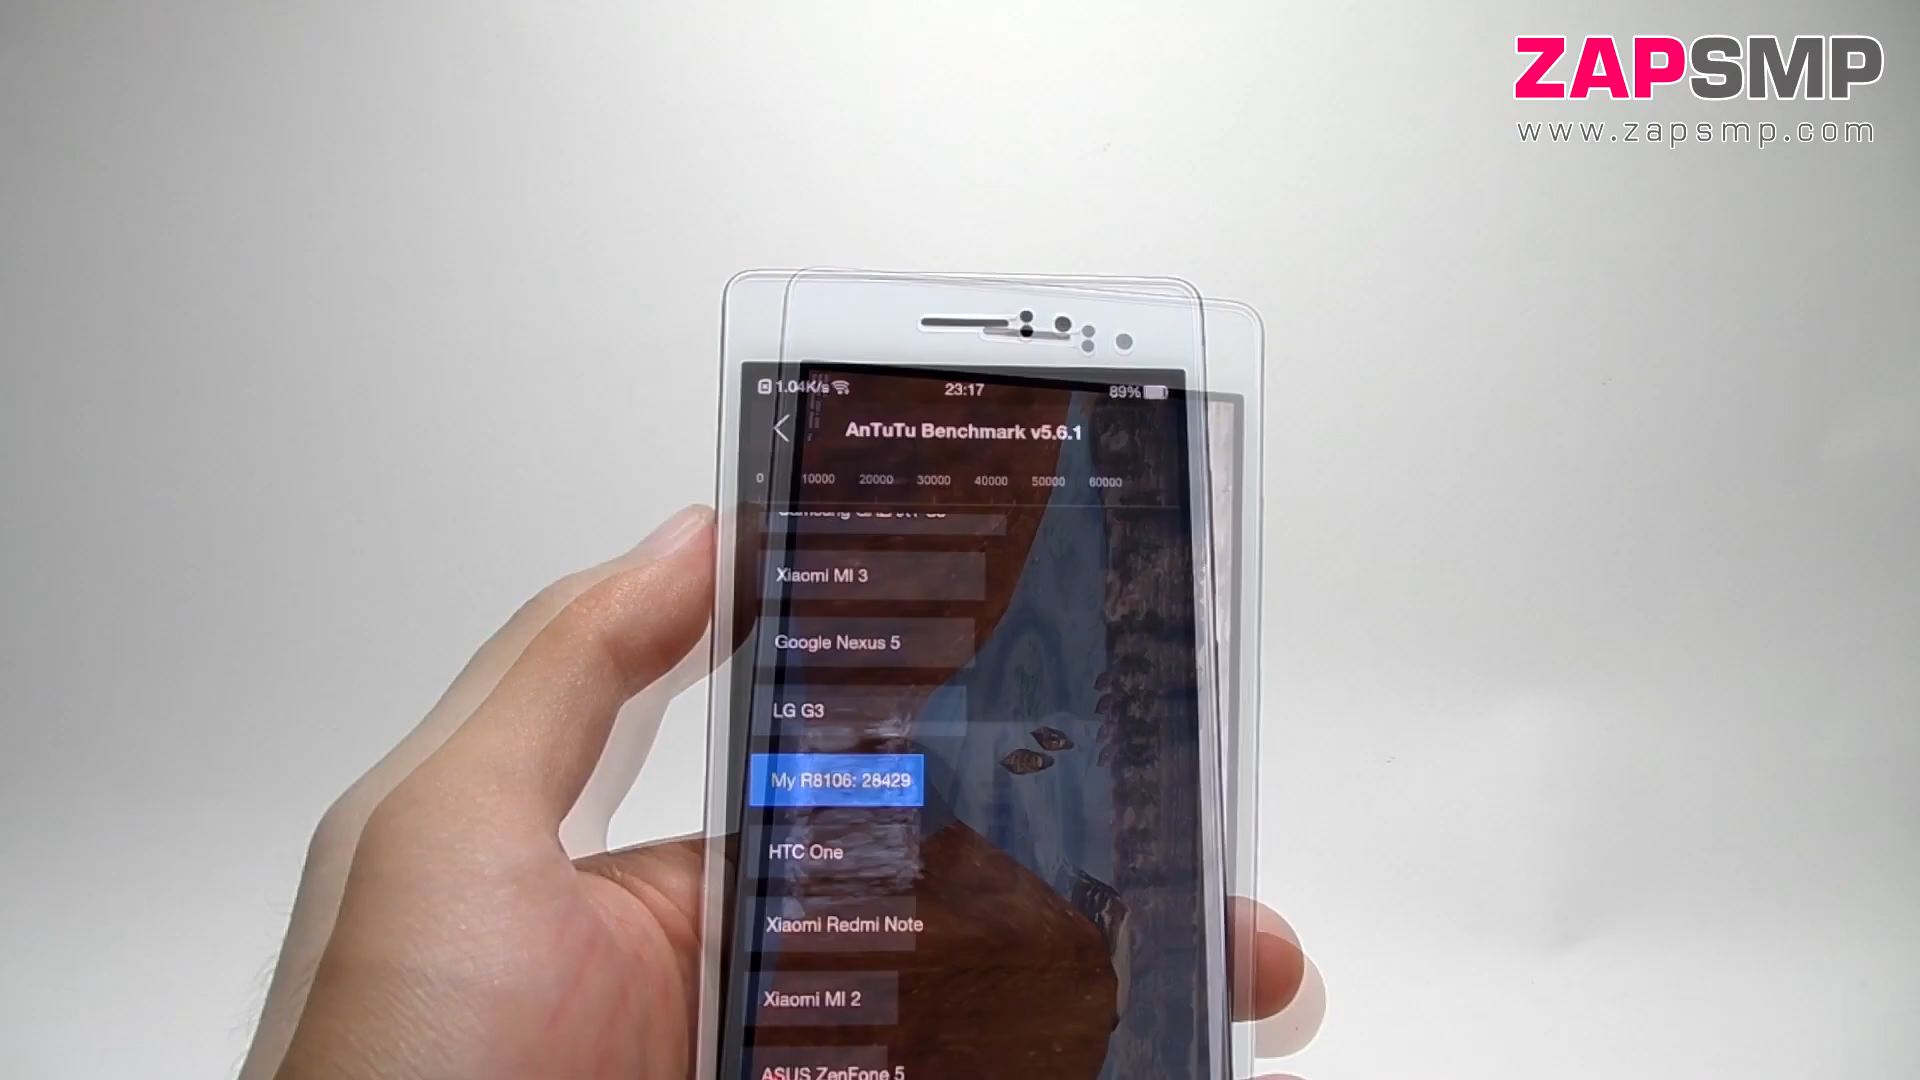 ZAPSMP
www.zapsmp.com
1.04K/s 23:17 89%
AnTuTu Benchmark v5.6.1
0 10000 20000 30000 40000 50000 60000
Xiaomi MI 3
Google Nexus 5
LG G3
My R8106: 28429
HTC One
Xiaomi Redmi Note
Xiaomi MI 2
ASUS ZenFone 5